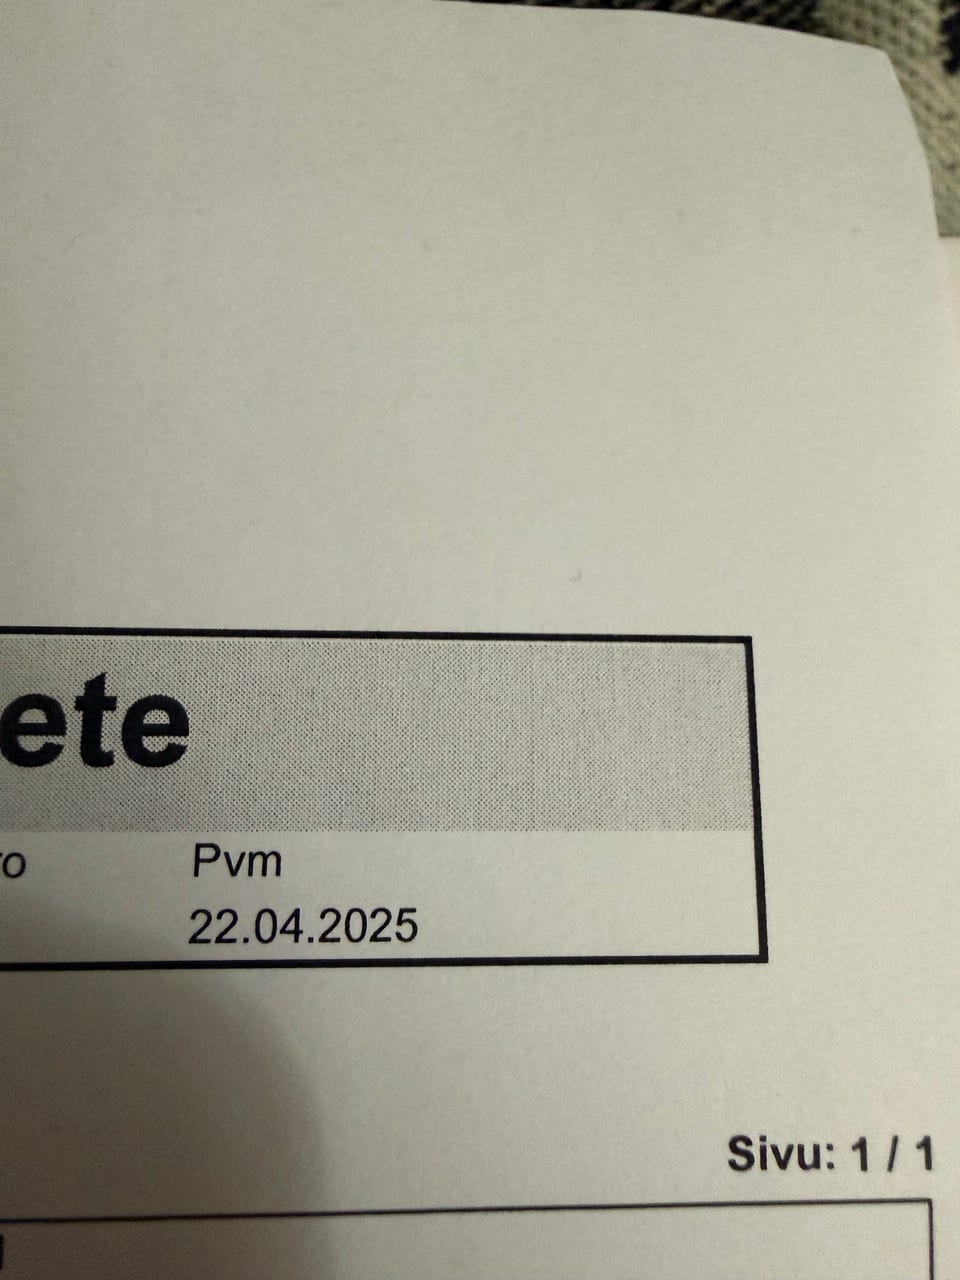 ete
ro Pvm
22.04.2025
Sivu: 1 / 1